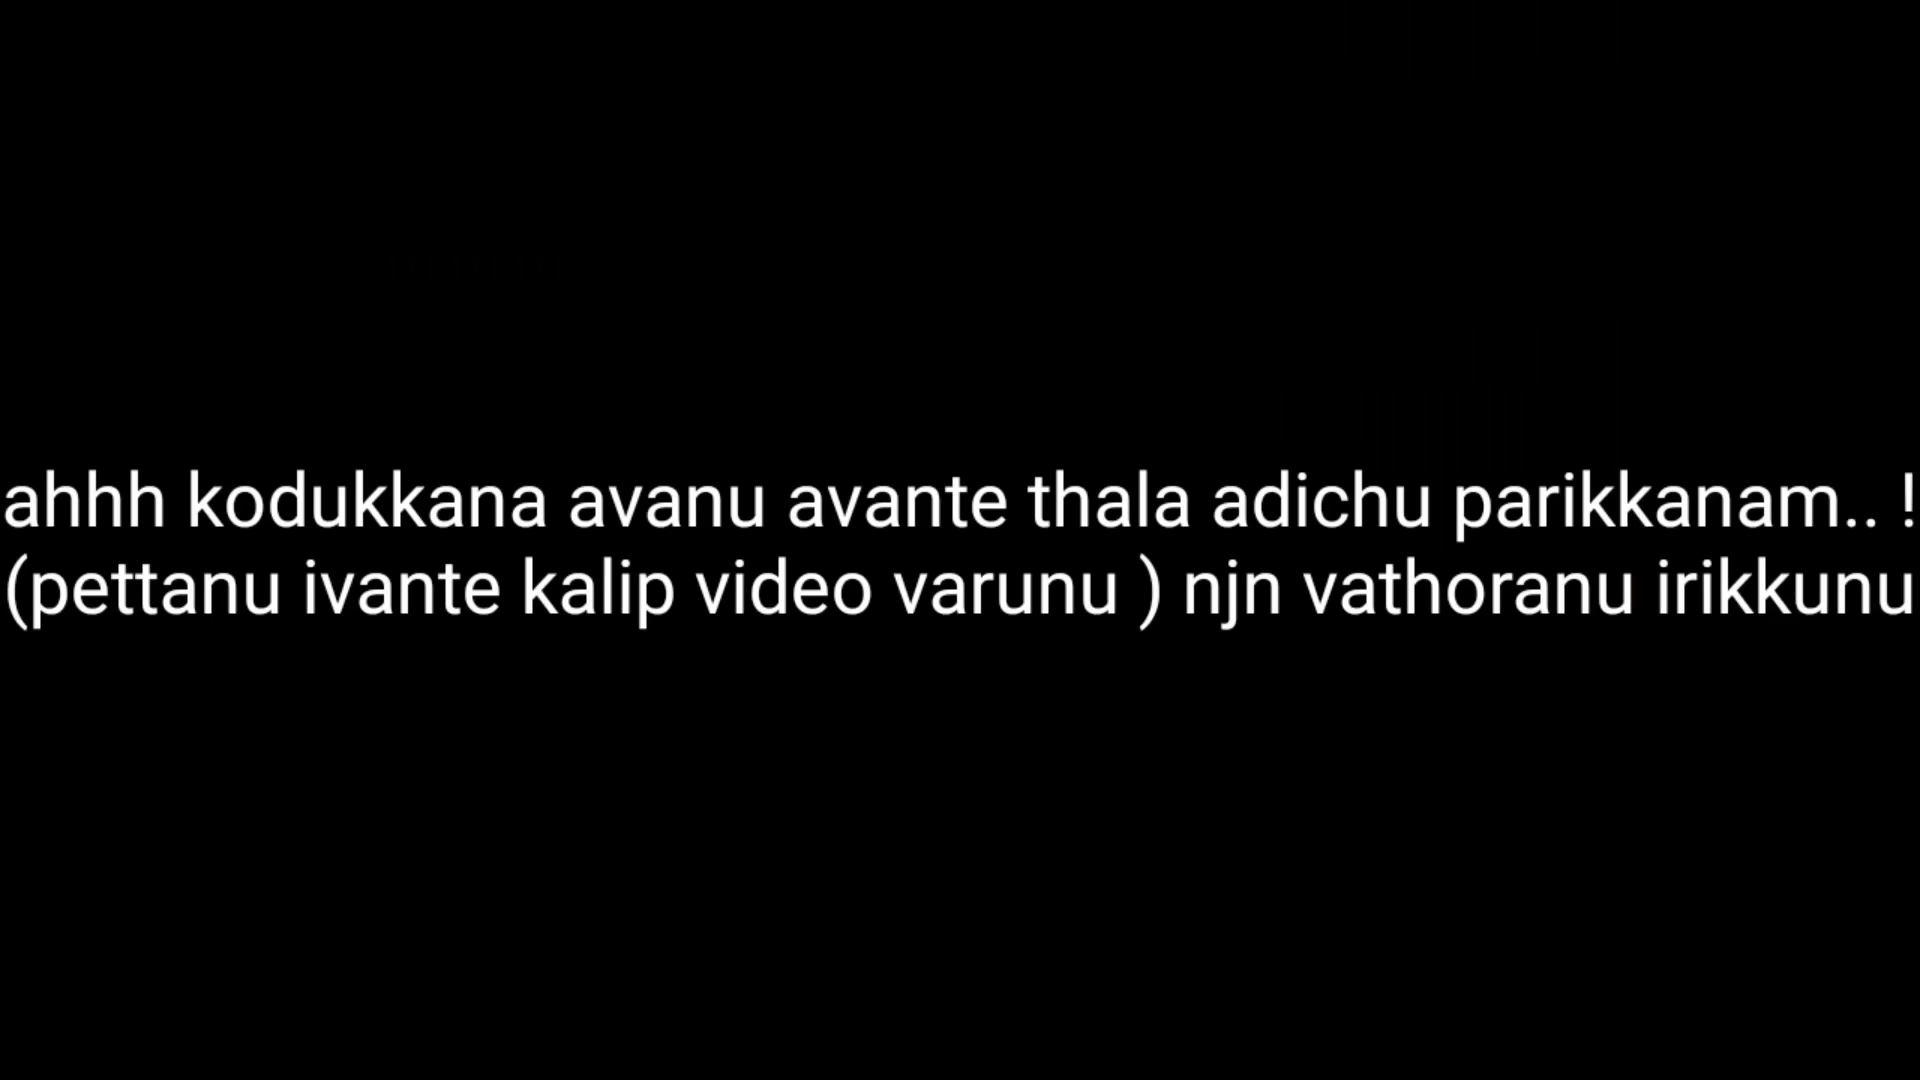 ahhh kodukkana avanu avante thala adichu parikkanam.. !
(pettanu ivante kalip video varunu ) njn vathoranu irikkunu